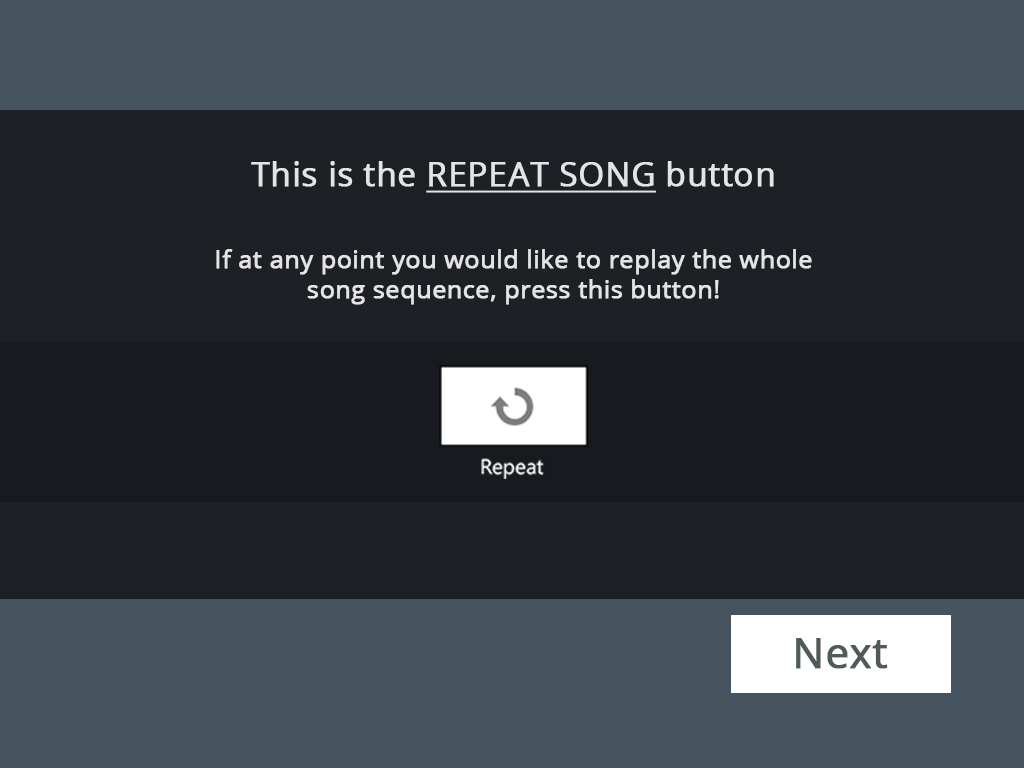 This is the REPEAT SONG button
If at any point you would like to replay the whole
song sequence, press this button!
Repeat
Next